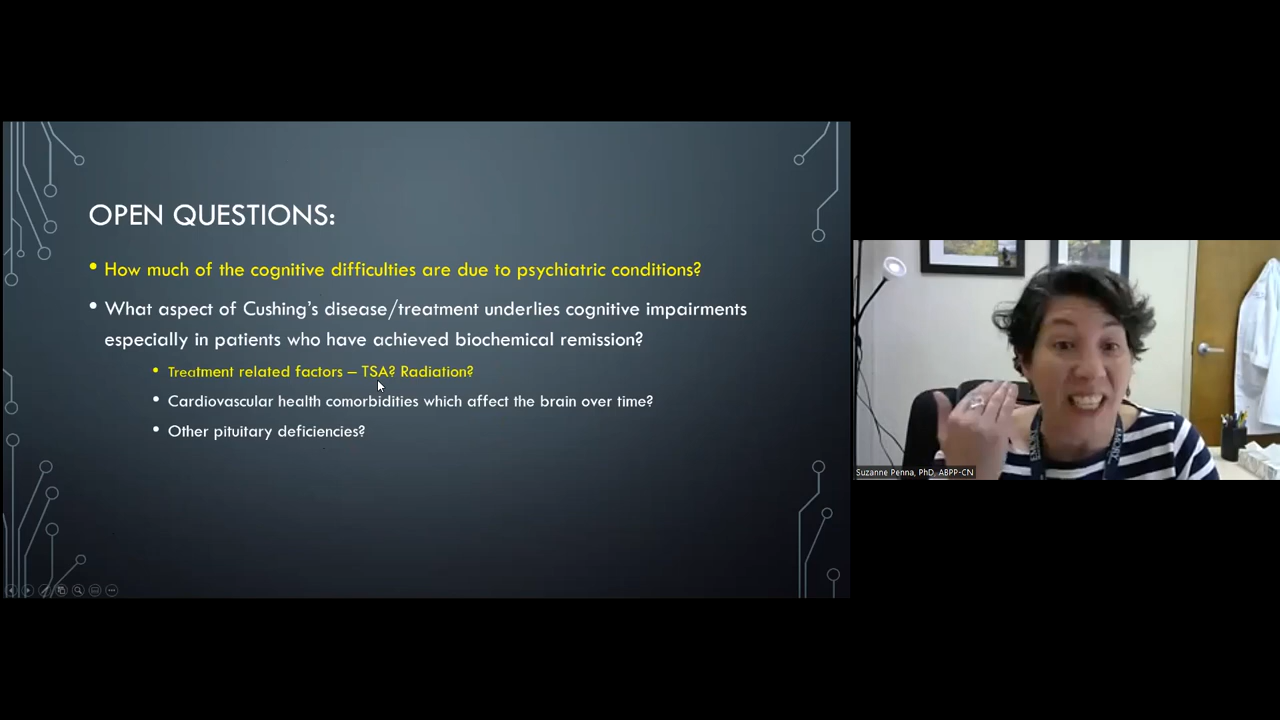 OPEN QUESTIONS:
• How much of the cognitive difficulties are due to psychiatric conditions?
• What aspect of Cushing's disease/treatment underlies cognitive impairments
especially in patients who have achieved biochemical remission?
• Treatment related factors – TSA? Radiation?
• Cardiovascular health comorbidities which affect the brain over time?
• Other pituitary deficiencies?
Suzanne Penna, PhD, ABPP-CN